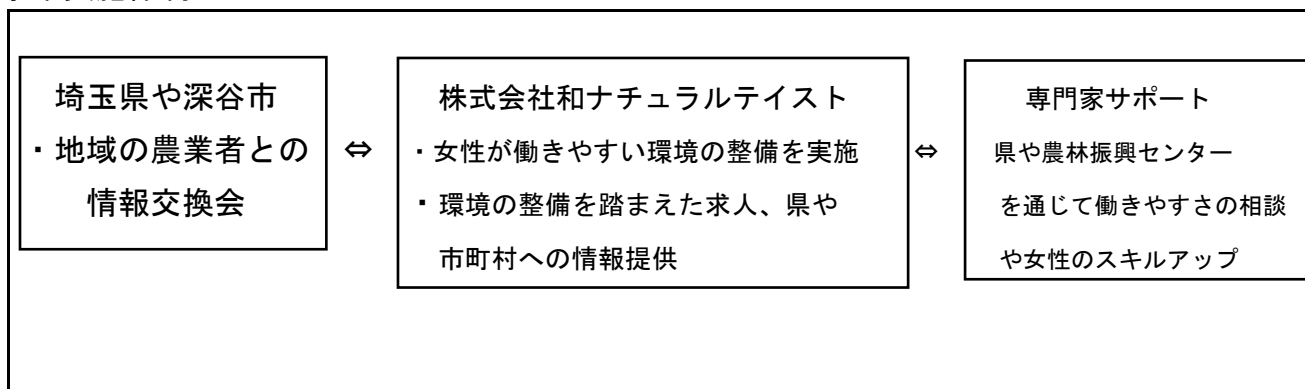 埼玉県や深谷市
・地域の農業者との
情報交換会
⇔
株式会社和ナチュラルテイスト
・女性が働きやすい環境の整備を実施
・環境の整備を踏まえた求人、県や
市町村への情報提供
⇔
専門家サポート
県や農林振興センター
を通じて働きやすさの相談
や女性のスキルアップ